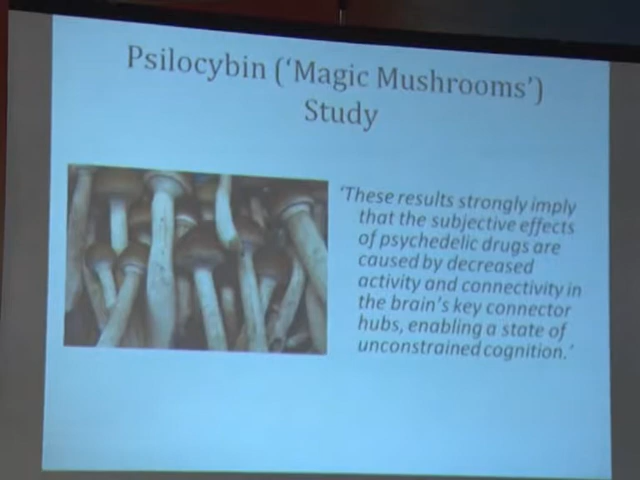 Psilocybin (‘Magic Mushrooms’)
Study
‘These results strongly imply
that the subjective effects
of psychedelic drugs are
caused by decreased
activity and connectivity in
the brain’s key connector
hubs, enabling a state of
unconstrained cognition.’